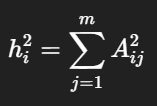 h_i^2 = \sum_{j=1}^{m} A_{ij}^2